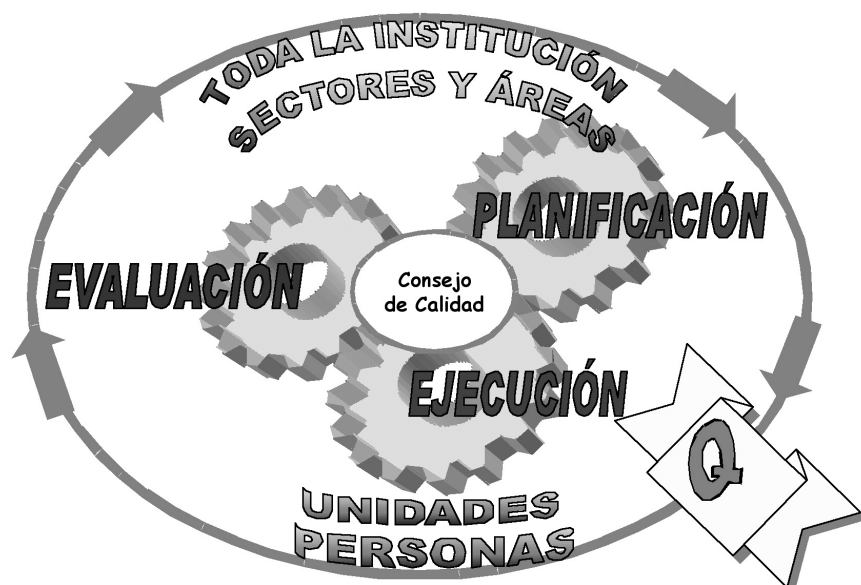 TODA LA INSTITUCIÓN
SECTORES Y ÁREAS
PLANIFICACIÓN
EVALUACIÓN
Consejo
de Calidad
EJECUCIÓN
Q
UNIDADES
PERSONAS